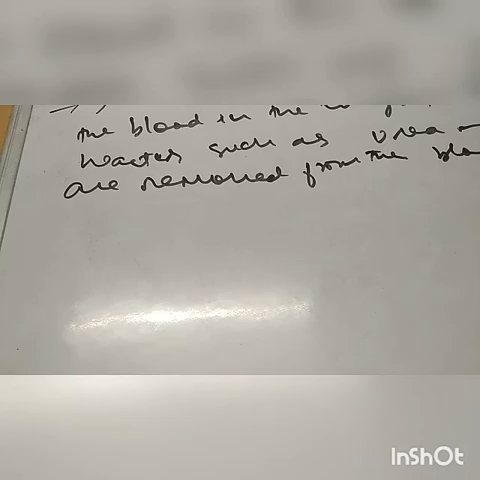 the blood in the
wastes such as urea
are removed from the
InShOt